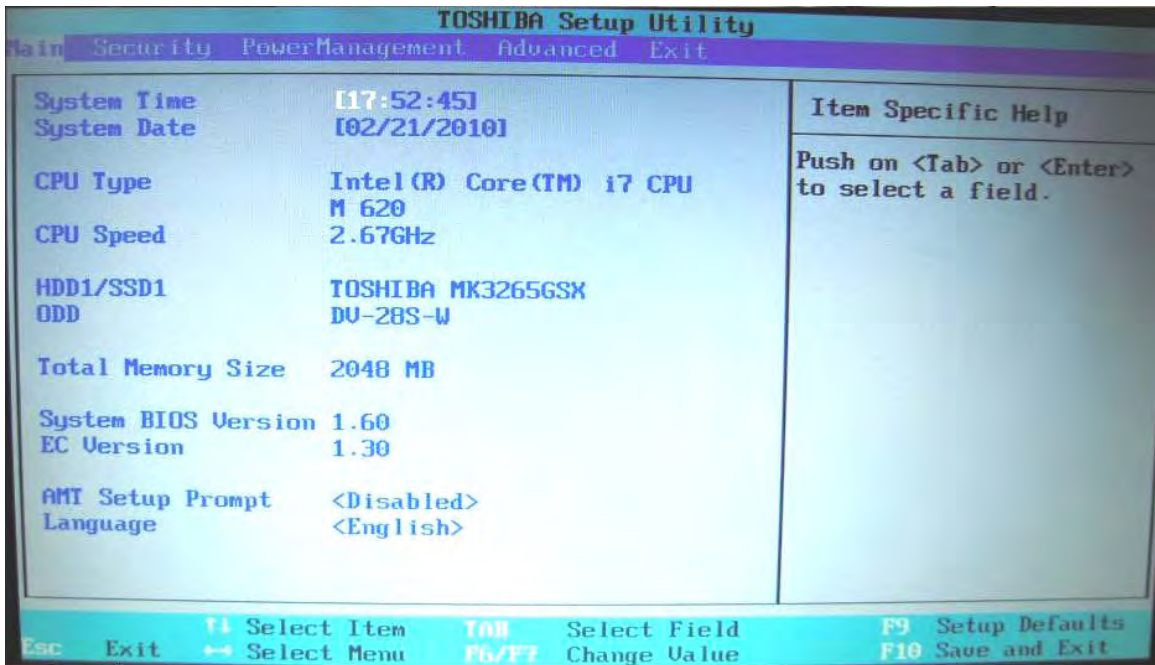 TOSHIBA Setup Utility
Main Security PowerManagement Advanced Exit
System Time [17:52:45]
System Date [02/21/2010]
CPU Type Intel(R) Core(TM) i7 CPU
M 620
CPU Speed 2.67GHz
HDD1/SSD1 TOSHIBA MK3265GSX
ODD DV-28S-W
Total Memory Size 2048 MB
System BIOS Version 1.60
EC Version 1.30
AMT Setup Prompt <Disabled>
Language <English>
Item Specific Help
Push on <Tab> or <Enter>
to select a field.
↑↓ Select Item TAB Select Field F9 Setup Defaults
Esc Exit ←→ Select Menu F6/F7 Change Value F10 Save and Exit